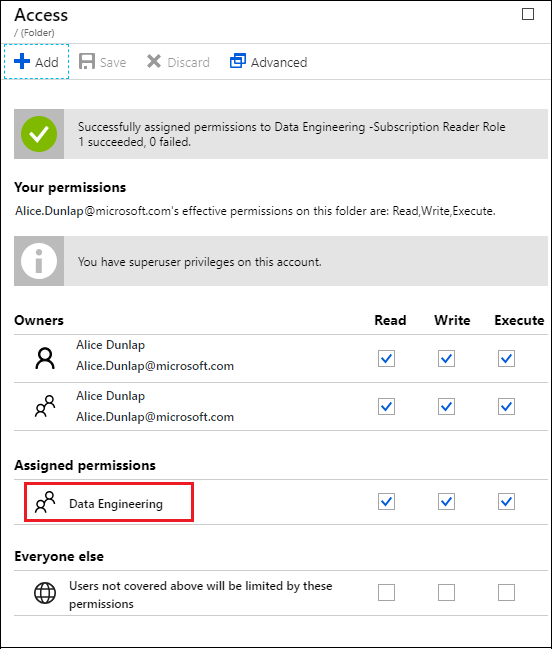 Access
/ (Folder)
Add Save Discard Advanced
Successfully assigned permissions to Data Engineering -Subscription Reader Role
1 succeeded, 0 failed.
Your permissions
Alice.Dunlap@microsoft.com's effective permissions on this folder are: Read,Write,Execute.
You have superuser privileges on this account.
Owners Read Write Execute
Alice Dunlap
Alice.Dunlap@microsoft.com
Alice Dunlap
Alice.Dunlap@microsoft.com
Assigned permissions
Data Engineering
Everyone else
Users not covered above will be limited by these
permissions